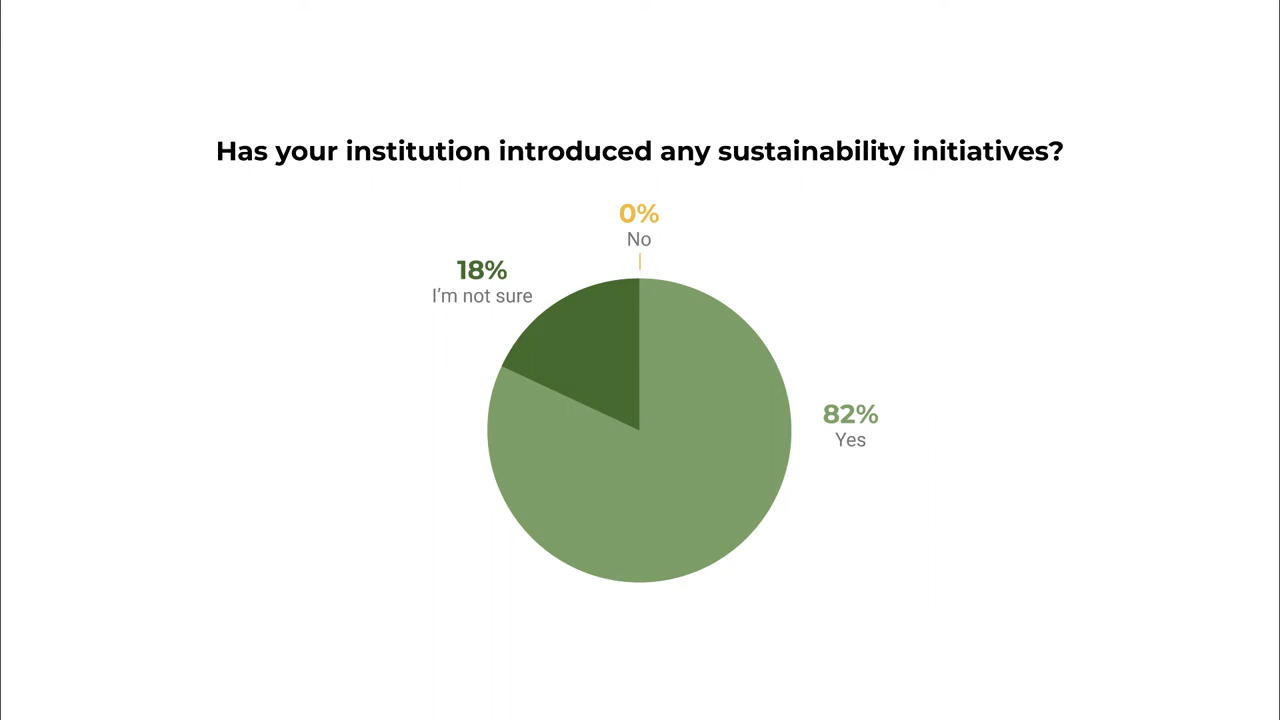 Has your institution introduced any sustainability initiatives?
0%
No
18%
I’m not sure
82%
Yes